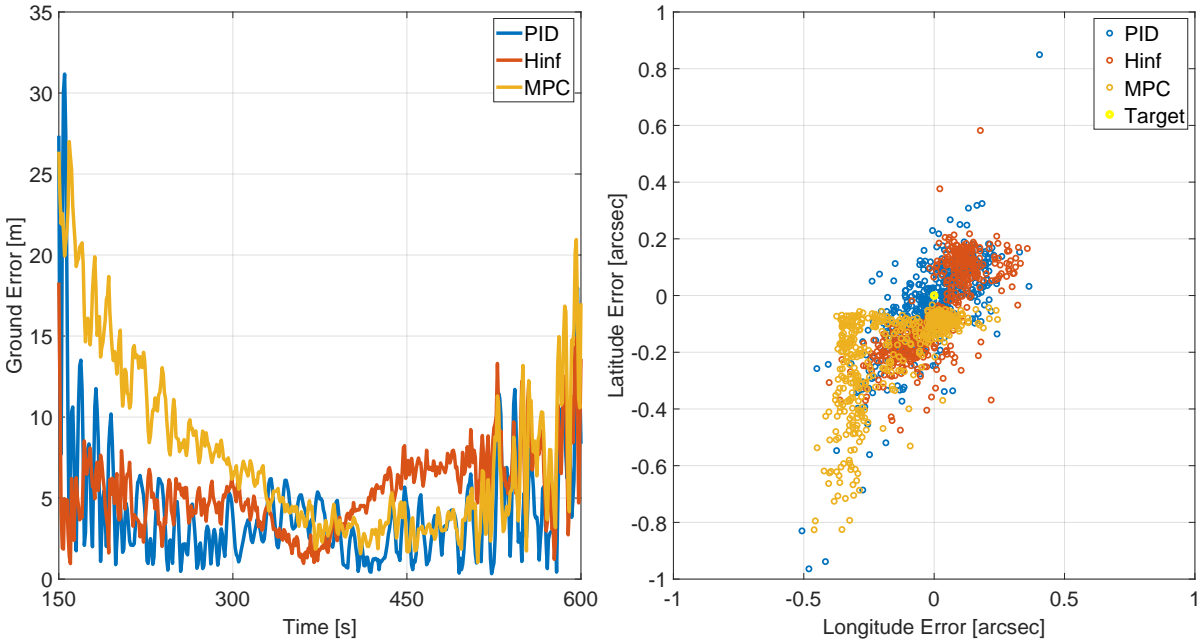 35
30
25
20
15
10
5
0
150
300
450
600
Time [s]
Ground Error [m]
PID
Hinf
MPC
1
0.8
0.6
0.4
0.2
0
-0.2
-0.4
-0.6
-0.8
-1
-1
-0.5
0
0.5
1
Longitude Error [arcsec]
Latitude Error [arcsec]
PID
Hinf
MPC
Target